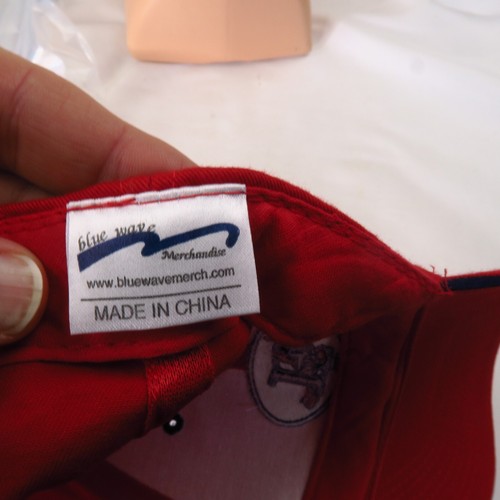 blue wave
Merchandise
www.bluewavemerch.com
MADE IN CHINA